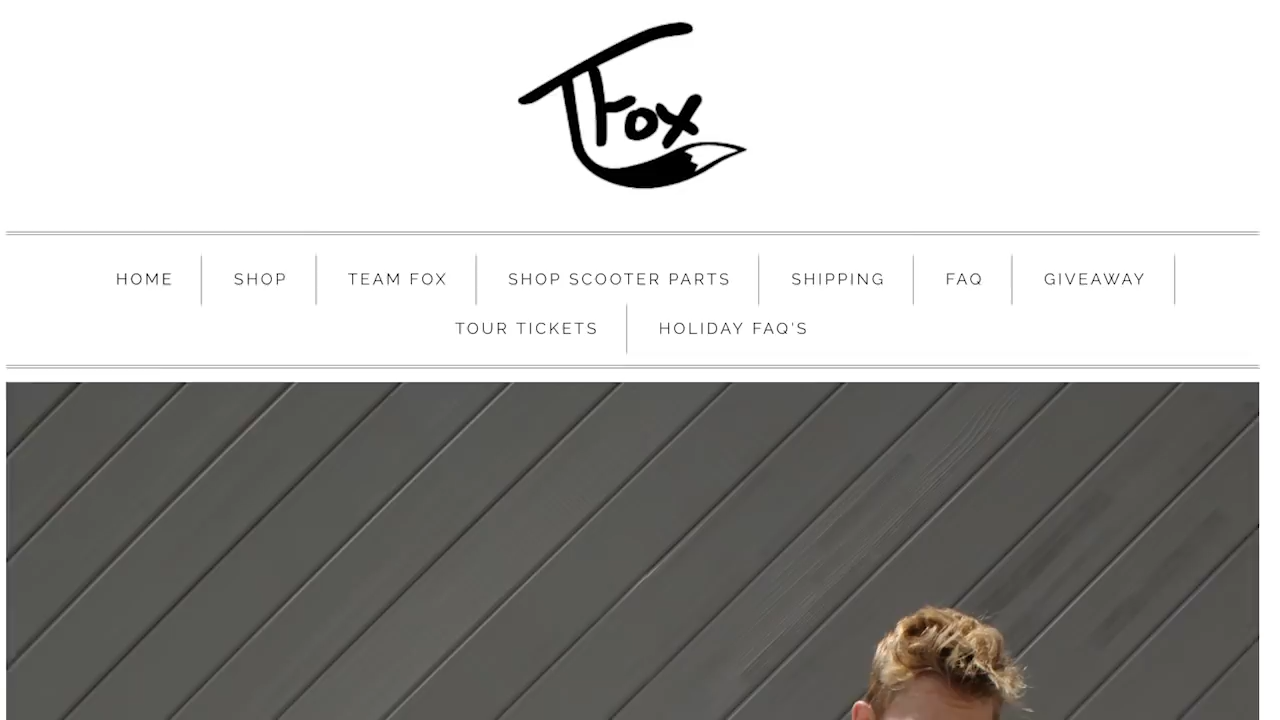 TFox
HOME SHOP TEAM FOX SHOP SCOOTER PARTS SHIPPING FAQ GIVEAWAY
TOUR TICKETS HOLIDAY FAQ'S